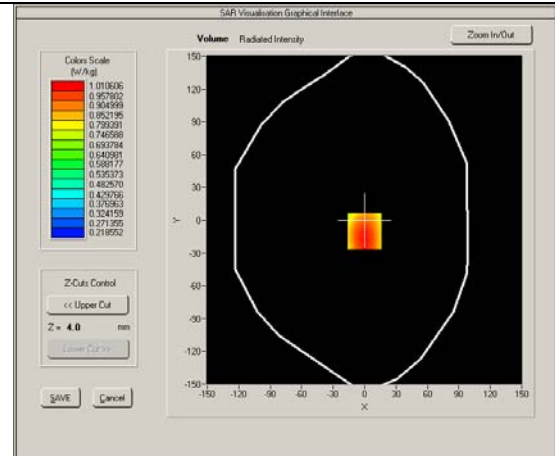 SAR Visualisation Graphical Interface
Volume Radiated Intensity
Zoom In/Out
Colors Scale
(W/kg)
1.010606
0.957802
0.904999
0.852195
0.799391
0.746588
0.693784
0.640981
0.588177
0.535373
0.482570
0.429766
0.376963
0.324159
0.271355
0.218552
Z-Cuts Control
<< Upper Cut
Z = 4.0 mm
Lower Cut >>
SAVE
Cancel
150
120
90
60
30
0
-30
-60
-90
-120
-150
Y
-150 -120 -90 -60 -30 0 30 60 90 120 150
X